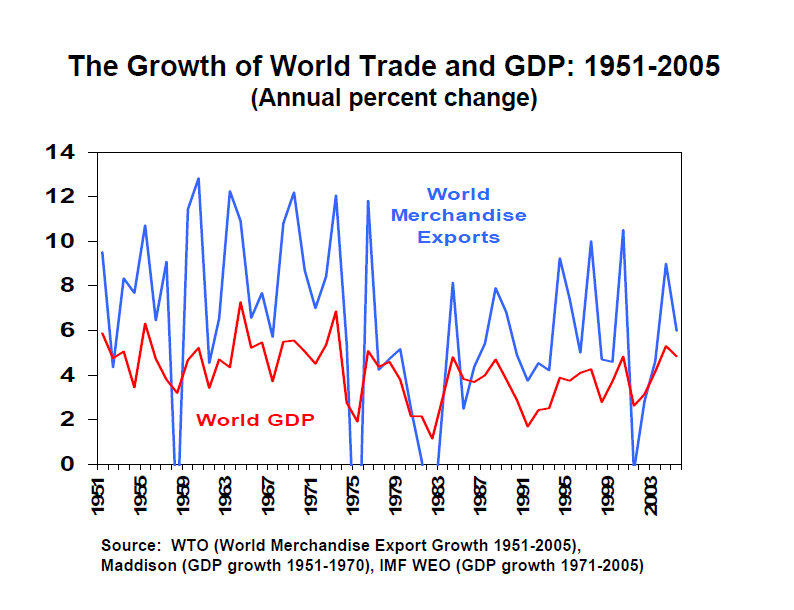 The Growth of World Trade and GDP: 1951-2005
(Annual percent change)
14
12
10
8
6
4
2
0
World
Merchandise
Exports
World GDP
1951
1955
1959
1963
1967
1971
1975
1979
1983
1987
1991
1995
1999
2003
Source: WTO (World Merchandise Export Growth 1951-2005),
Maddison (GDP growth 1951-1970), IMF WEO (GDP growth 1971-2005)